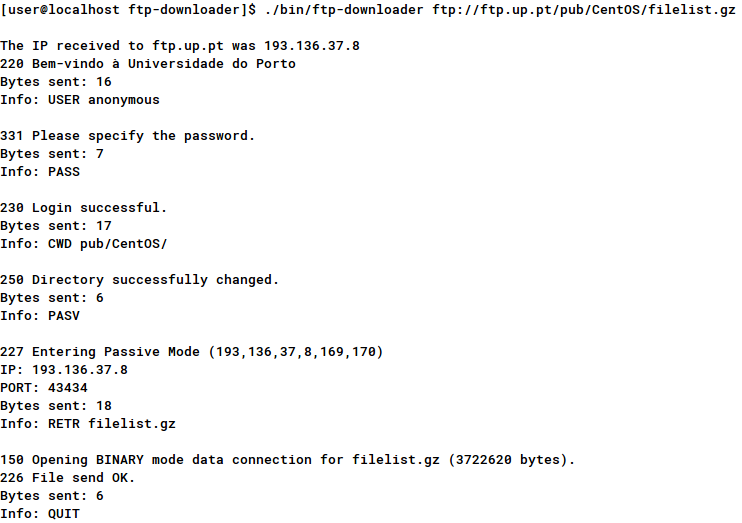 [user@localhost ftp-downloader]$ ./bin/ftp-downloader ftp://ftp.up.pt/pub/CentOS/filelist.gz
The IP received to ftp.up.pt was 193.136.37.8
220 Bem-vindo à Universidade do Porto
Bytes sent: 16
Info: USER anonymous
331 Please specify the password.
Bytes sent: 7
Info: PASS
230 Login successful.
Bytes sent: 17
Info: CWD pub/CentOS/
250 Directory successfully changed.
Bytes sent: 6
Info: PASV
227 Entering Passive Mode (193,136,37,8,169,170)
IP: 193.136.37.8
PORT: 43434
Bytes sent: 18
Info: RETR filelist.gz
150 Opening BINARY mode data connection for filelist.gz (3722620 bytes).
226 File send OK.
Bytes sent: 6
Info: QUIT